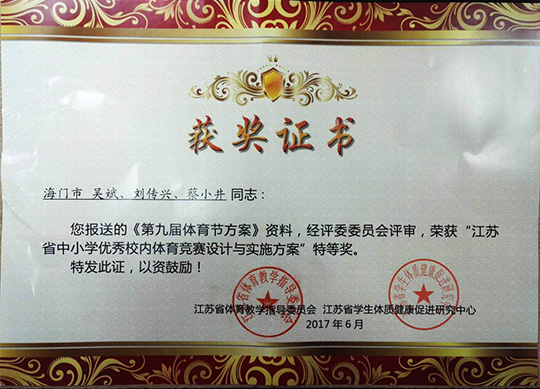 获奖证书
海门市 吴斌、刘传兴、蔡小井 同志：
您报送的《第九届体育节方案》资料，经评委委员会评审，荣获“江苏
省中小学优秀校内体育竞赛设计与实施方案”特等奖。
特发此证，以资鼓励！
江苏省体育教学指导委员会 江苏省学生体质健康促进研究中心
2017年6月